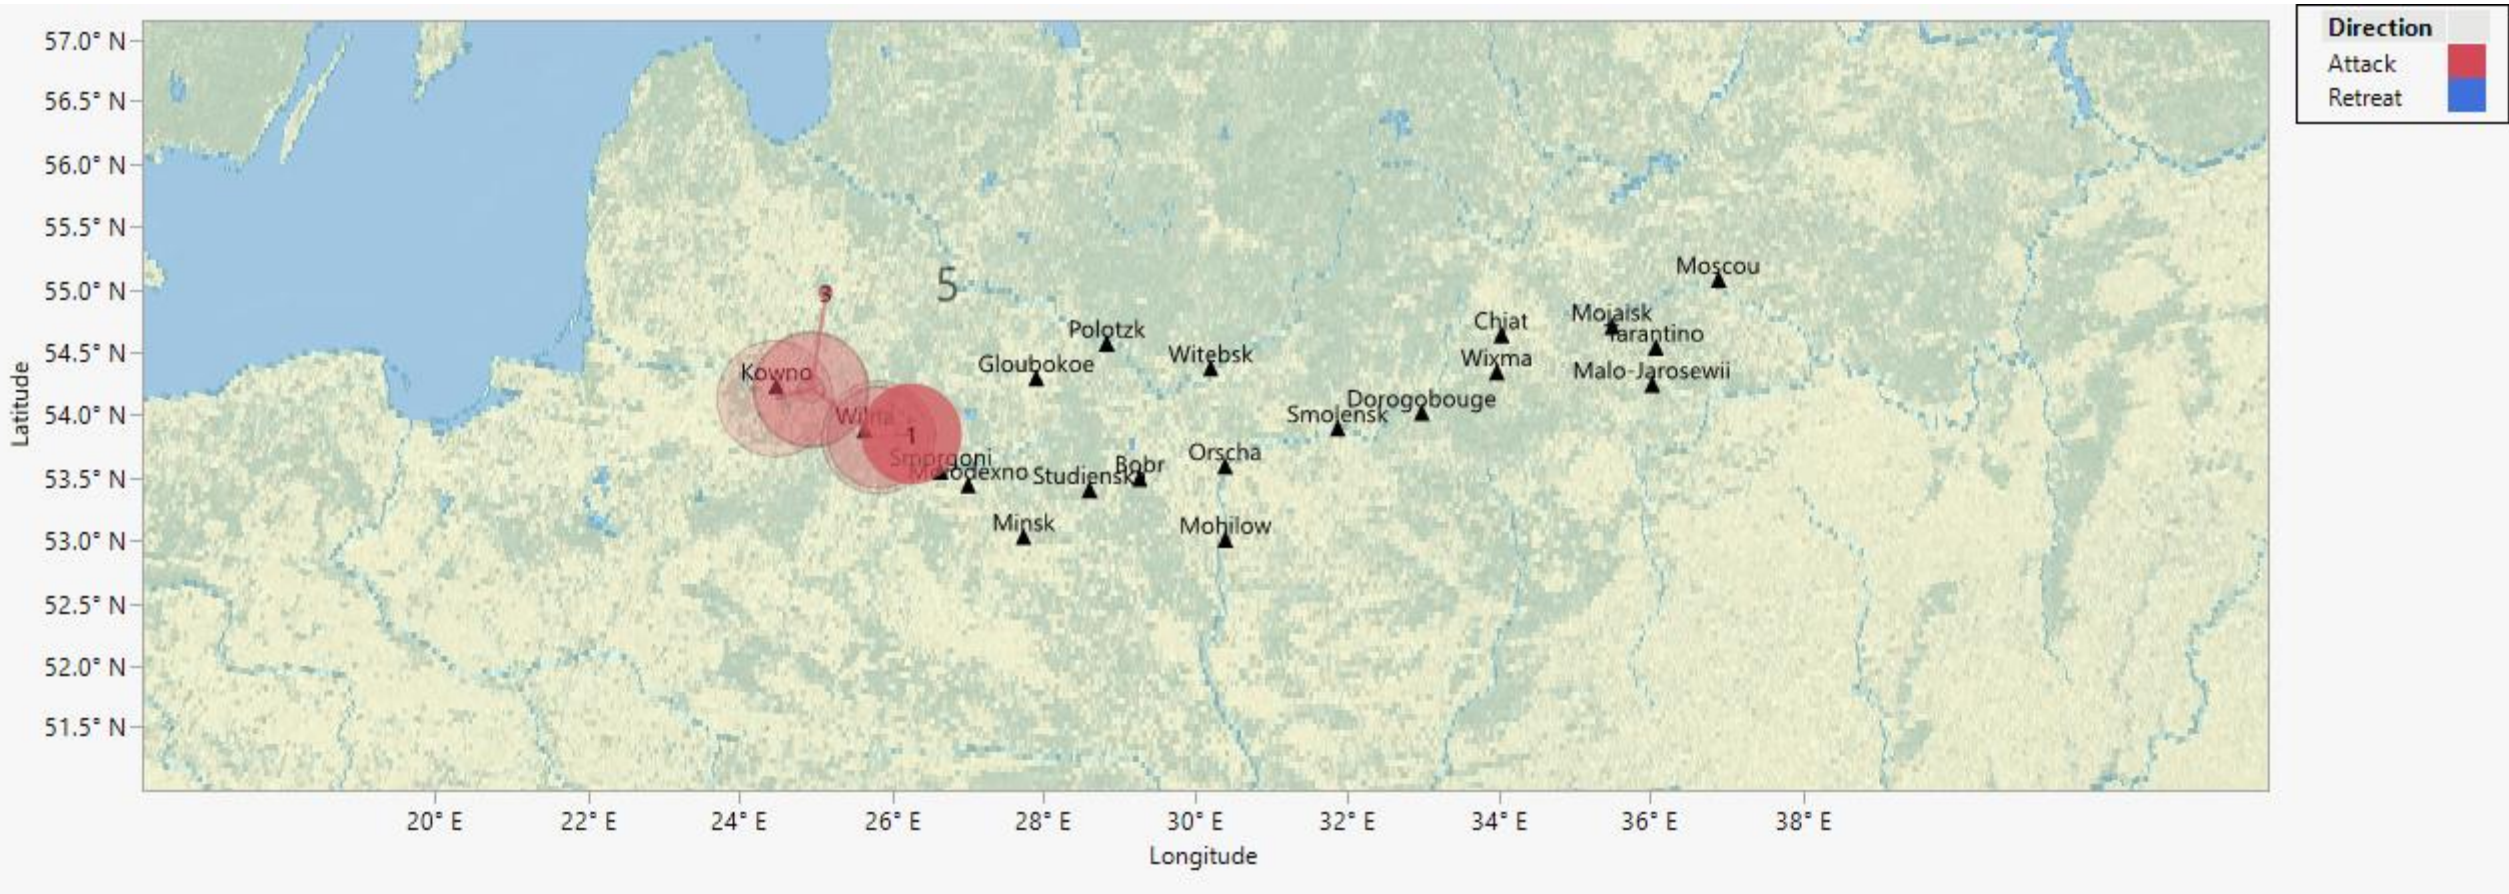 57.0° N
56.5° N
56.0° N
55.5° N
55.0° N
54.5° N
54.0° N
53.5° N
53.0° N
52.5° N
52.0° N
51.5° N
Latitude
Direction
Attack
Retreat
5
3
Moscou
Mojaisk
Tarantino
Chiat
Polotzk
Witebsk
Wixma
Gloubokoe
Kowno
Malo-Jarosewii
Dorogobouge
Smolensk
Wilna
1
Orscha
Smorgoni
Molodexno
Bobr
Studienska
Minsk
Mohilow
20° E
22° E
24° E
26° E
28° E
30° E
32° E
34° E
36° E
38° E
Longitude